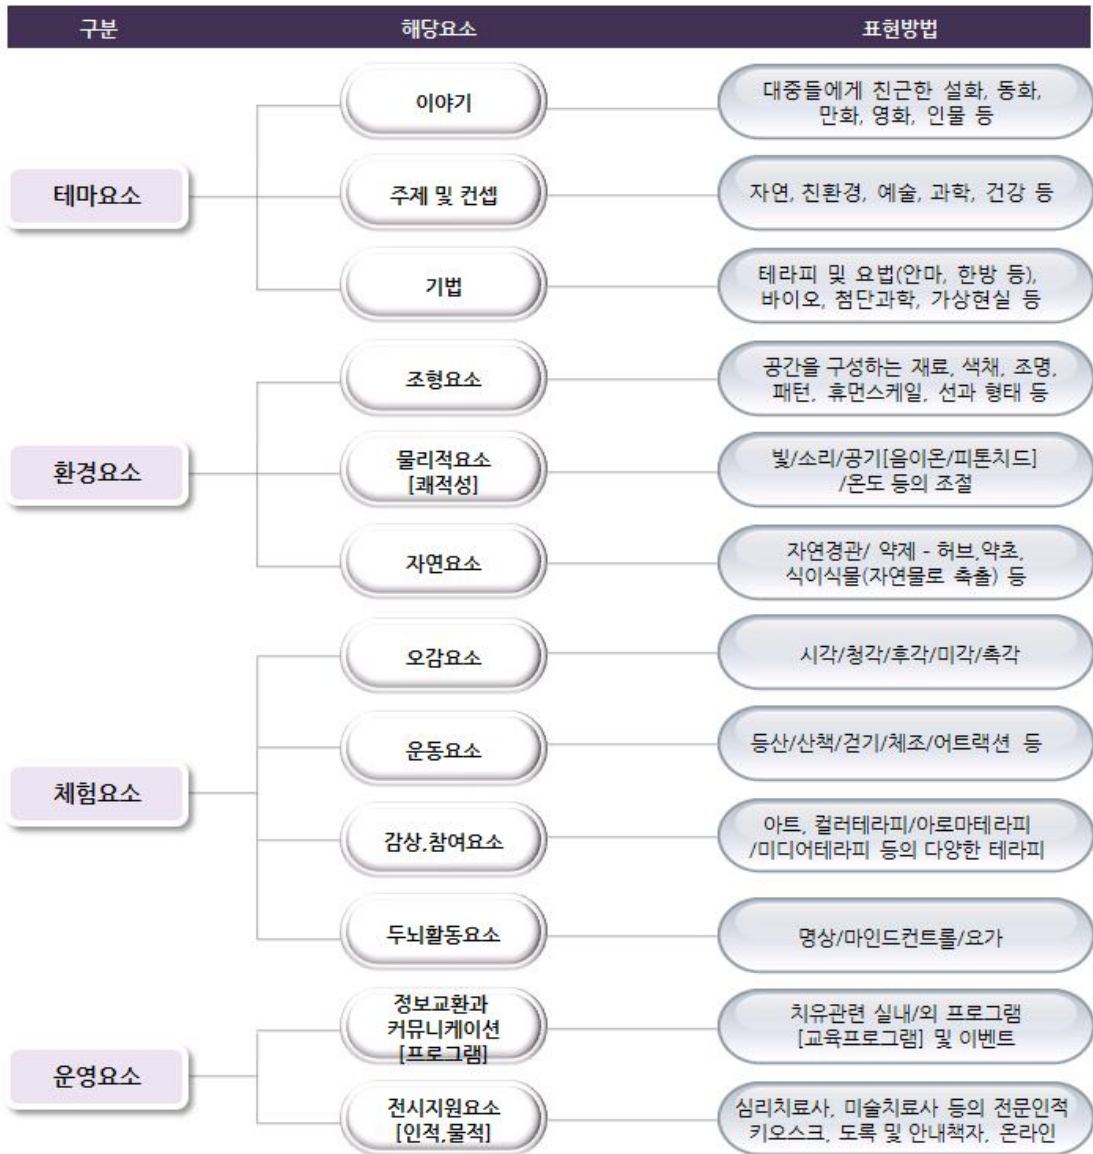 구분 해당요소 표현방법
테마요소
이야기
대중들에게 친근한 설화, 동화,
만화, 영화, 인물 등
주제 및 컨셉
자연, 친환경, 예술, 과학, 건강 등
기법
테라피 및 요법(안마, 한방 등),
바이오, 첨단과학, 가상현실 등
환경요소
조형요소
공간을 구성하는 재료, 색채, 조명,
패턴, 휴먼스케일, 선과 형태 등
물리적요소
[쾌적성]
빛/소리/공기[음이온/피톤치드]
/온도 등의 조절
자연요소
자연경관/ 약제 - 허브,약초,
식이식물(자연물로 축출) 등
체험요소
오감요소
시각/청각/후각/미각/촉각
운동요소
등산/산책/걷기/체조/어트랙션 등
감상,참여요소
아트, 컬러테라피/아로마테라피
/미디어테라피 등의 다양한 테라피
두뇌활동요소
명상/마인드컨트롤/요가
운영요소
정보교환과
커뮤니케이션
[프로그램]
치유관련 실내/외 프로그램
[교육프로그램] 및 이벤트
전시지원요소
[인적,물적]
심리치료사, 미술치료사 등의 전문인적
키오스크, 도록 및 안내책자, 온라인